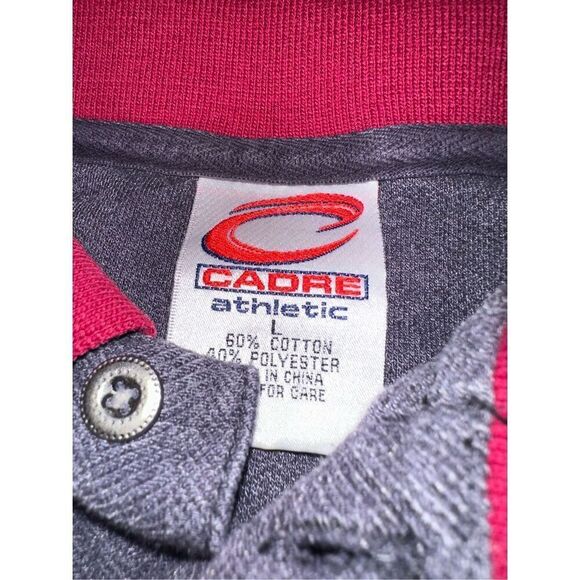 CADRE
athletic
L
60% COTTON
40% POLYESTER
IN CHINA
FOR CARE